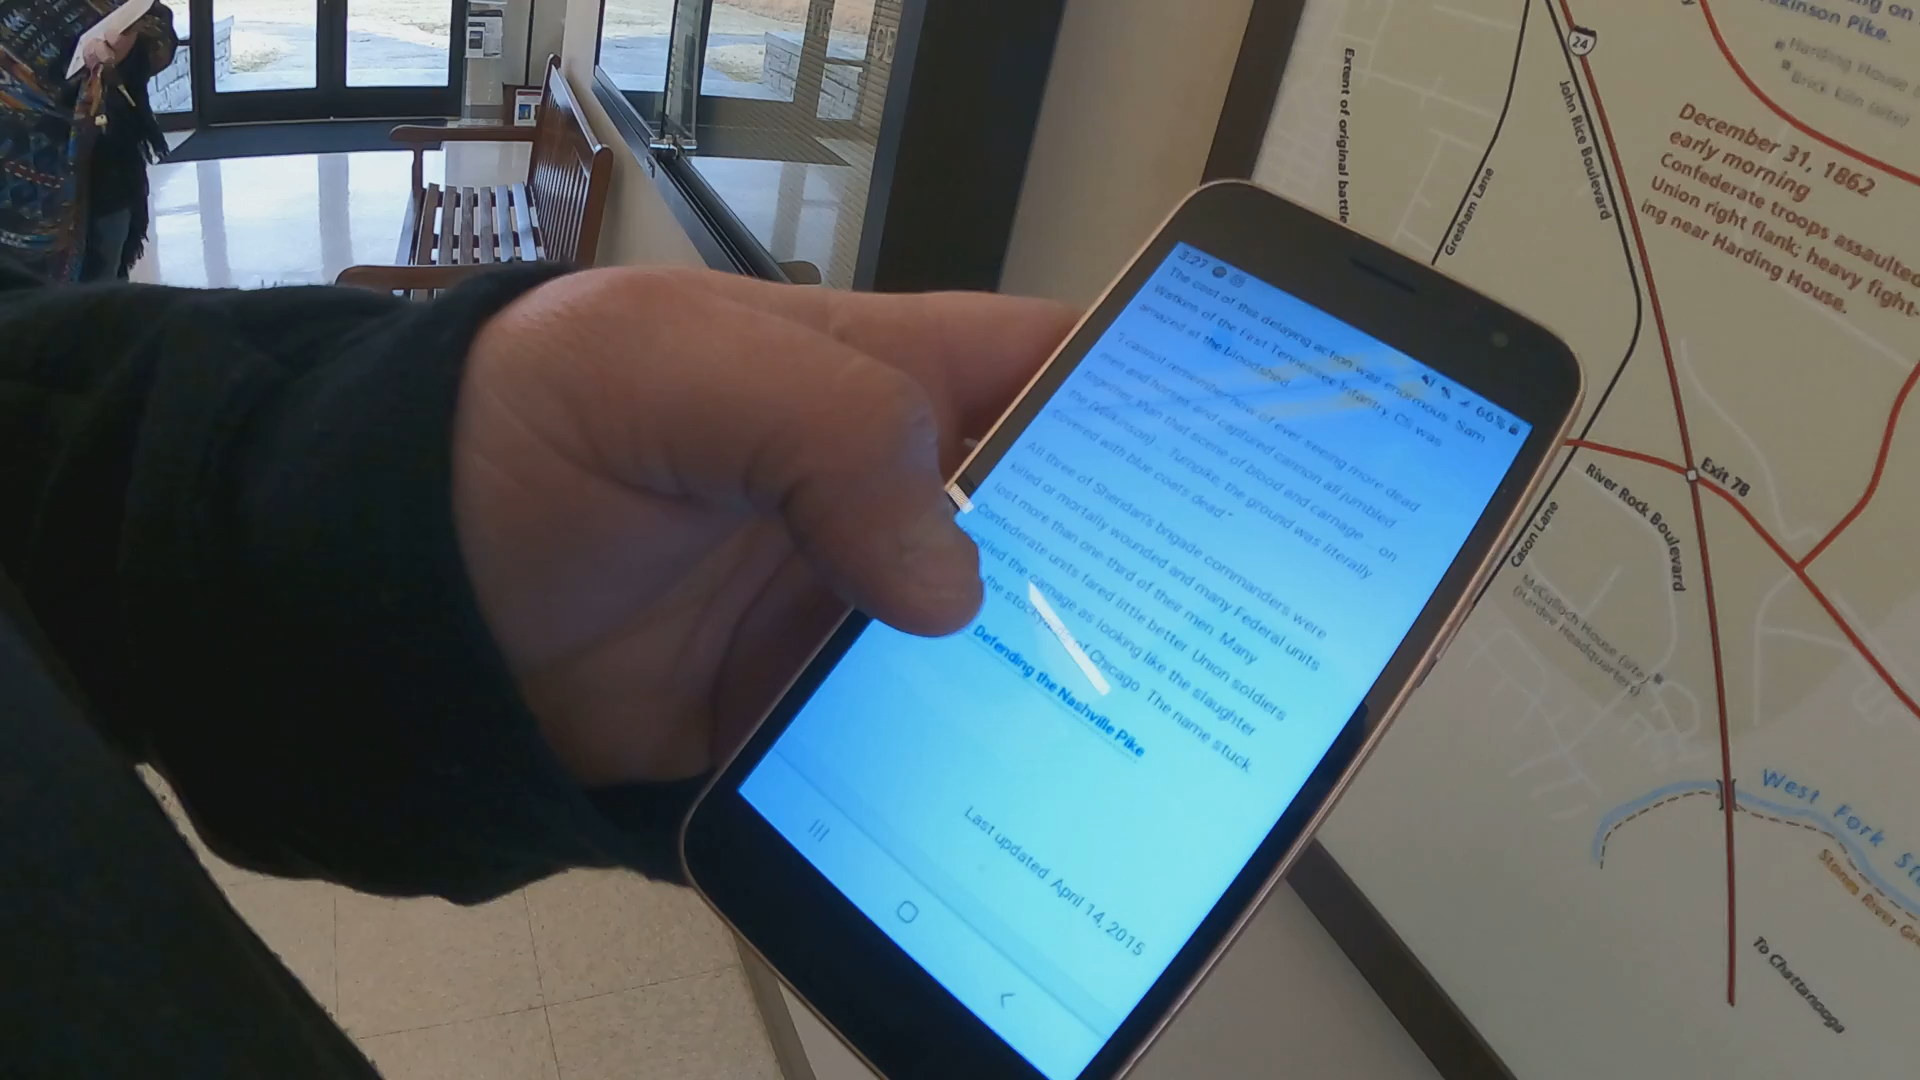 3:27
66%
The cost of this delaying action was enormous. Sam
Watkins of the First Tennessee Infantry, CS was
amazed at the bloodshed.
"I cannot remember now of ever seeing more dead
men and horses and captured cannon all jumbled
together, than that scene of blood and carnage ... on
the (Wilkinson) ... Turnpike; the ground was literally
covered with blue coats dead"
All three of Sheridan's brigade commanders were
killed or mortally wounded and many Federal units
lost more than one-third of their men. Many
Confederate units fared little better. Union soldiers
called the carnage as looking like the slaughter
the stockyards of Chicago. The name stuck
Defending the Nashville Pike
Last updated April 14, 2015
ing on
kinson Pike.
Harding House
Brick kiln (site)
24
Extent of original battle
John Rice Boulevard
Gresham Lane
December 31, 1862
early morning
Confederate troops assaulted
Union right flank; heavy fight-
ing near Harding House.
Exit 78
River Rock Boulevard
Cason Lane
McCulloch House (site)
(Hardee Headquarters)
West Fork St
Stones River Gr
To Chattanooga